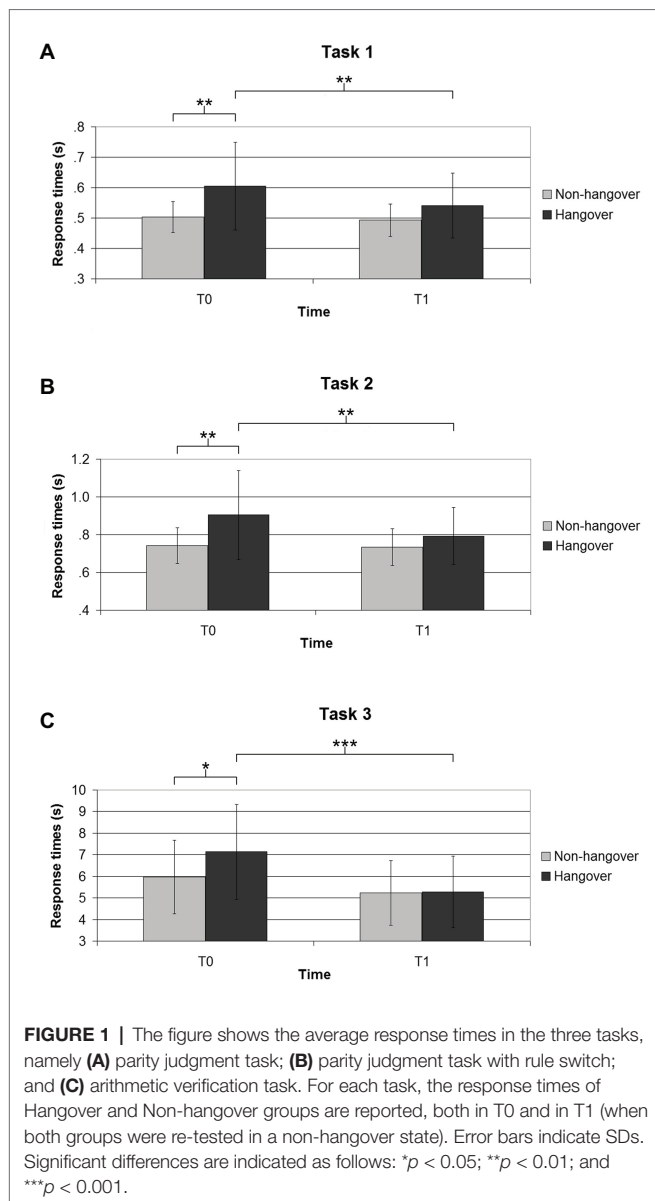 A
Task 1
**
**
.8
.7
.6
.5
.4
.3
Response times (s)
Non-hangover
Hangover
T0
T1
Time
B
Task 2
**
**
1.2
1.0
.8
.6
.4
Response times (s)
Non-hangover
Hangover
T0
T1
Time
C
Task 3
***
*
10
9
8
7
6
5
4
3
Response times (s)
Non-hangover
Hangover
T0
T1
Time
FIGURE 1 | The figure shows the average response times in the three tasks,
namely (A) parity judgment task; (B) parity judgment task with rule switch;
and (C) arithmetic verification task. For each task, the response times of
Hangover and Non-hangover groups are reported, both in T0 and in T1 (when
both groups were re-tested in a non-hangover state). Error bars indicate SDs.
Significant differences are indicated as follows: *p < 0.05; **p < 0.01; and
***p < 0.001.